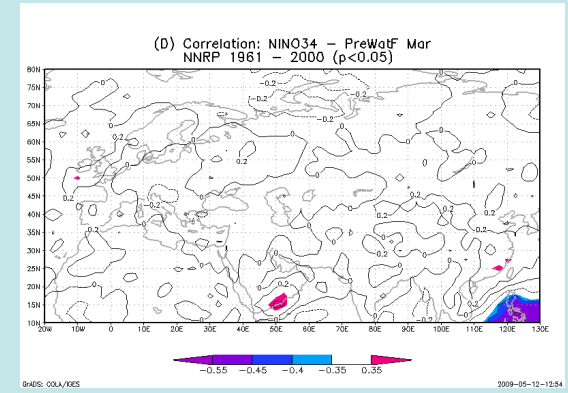 (D) Correlation: NINO34 – PreWatF Mar
NNRP 1961 – 2000 (p<0.05)
80N
75N
70N
65N
60N
55N
50N
45N
40N
35N
30N
25N
20N
15N
10N
20W 10W 0 10E 20E 30E 40E 50E 60E 70E 80E 90E 100E 110E 120E 130E
−0.55 −0.45 −0.4 −0.35 0.35
GrADS: COLA/IGES 2009-05-12-12:54